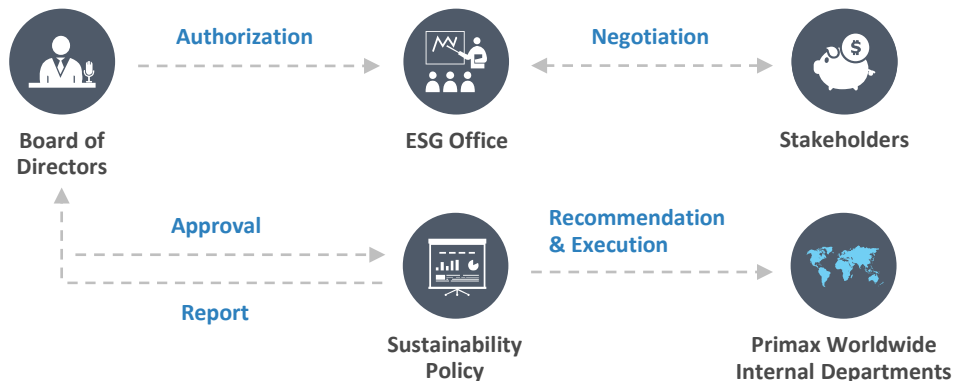 Authorization
Negotiation
$
Board of
Directors
ESG Office
Stakeholders
Approval
Recommendation
& Execution
Report
Sustainability
Policy
Primax Worldwide
Internal Departments